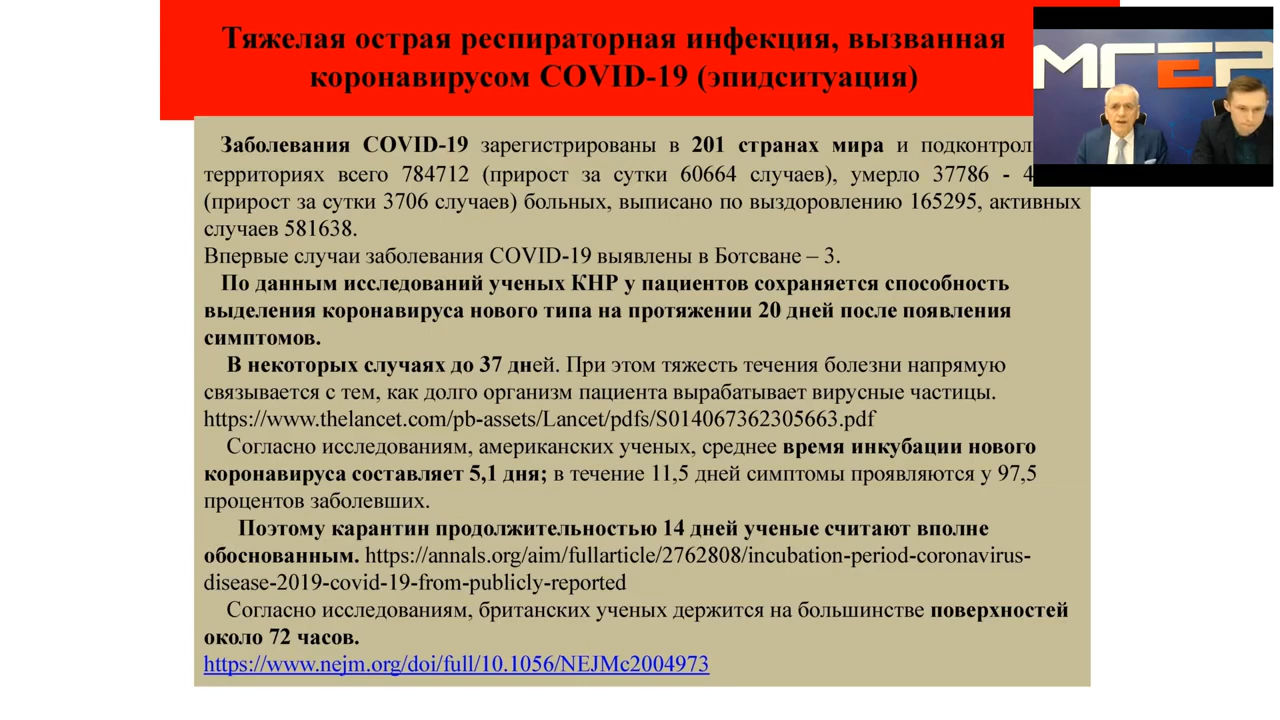 Тяжелая острая респираторная инфекция, вызванная
коронавирусом COVID-19 (эпидситуация)
МГЕР
Заболевания COVID-19 зарегистрированы в 201 странах мира и
территориях всего 784712 (прирост за сутки 60664 случаев), умерло 37786 - 4
(прирост за сутки 3706 случаев) больных, выписано по выздоровлению 165295, активных
случаев 581638.
Впервые случаи заболевания COVID-19 выявлены в Ботсване – 3.
По данным исследований ученых КНР у пациентов сохраняется способность
выделения коронавируса нового типа на протяжении 20 дней после появления
симптомов.
В некоторых случаях до 37 дней. При этом тяжесть течения болезни напрямую
связывается с тем, как долго организм пациента вырабатывает вирусные частицы.
https://www.thelancet.com/pb-assets/Lancet/pdfs/S014067362305663.pdf
Согласно исследованиям, американских ученых, среднее время инкубации нового
коронавируса составляет 5,1 дня; в течение 11,5 дней симптомы проявляются у 97,5
процентов заболевших.
Поэтому карантин продолжительностью 14 дней ученые считают вполне
обоснованным. https://annals.org/aim/fullarticle/2762808/incubation-period-coronavirus-
disease-2019-covid-19-from-publicly-reported
Согласно исследованиям, британских ученых держится на большинстве поверхностей
около 72 часов.
https://www.nejm.org/doi/full/10.1056/NEJMc2004973